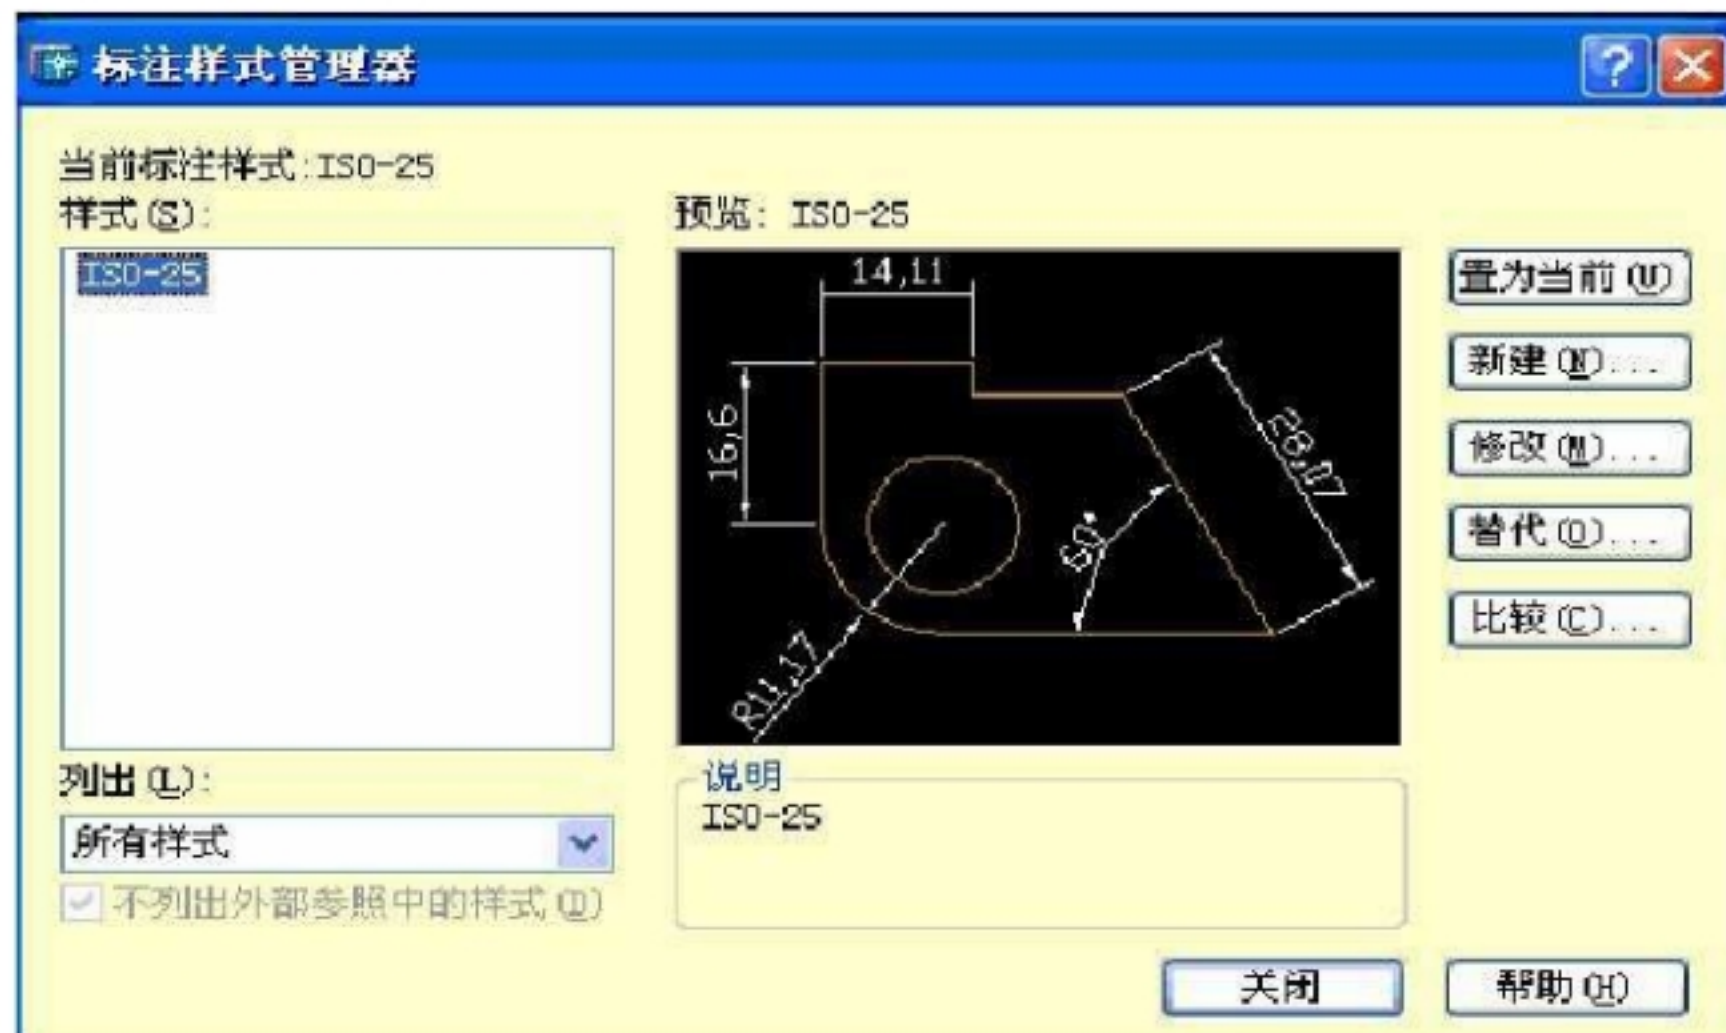 标注样式管理器
当前标注样式:ISO-25
样式(S):
预览: ISO-25
ISO-25
14,11
16,6
28,07
60°
R11,17
置为当前(U)
新建(N)...
修改(M)...
替代(O)...
比较(C)...
列出(L):
所有样式
不列出外部参照中的样式(D)
说明
ISO-25
关闭
帮助(H)